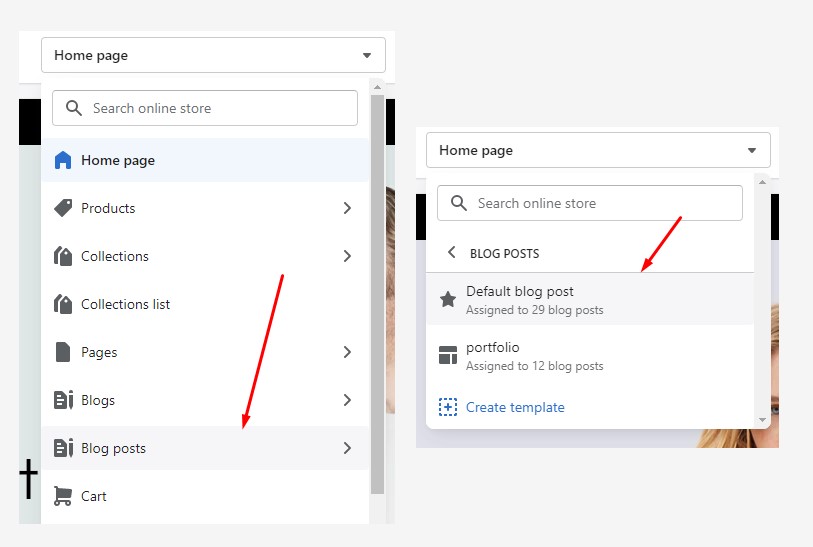 Home page
Search online store
Home page
Products
Collections
Collections list
Pages
Blogs
Blog posts
Cart
Home page
Search online store
BLOG POSTS
Default blog post
Assigned to 29 blog posts
portfolio
Assigned to 12 blog posts
Create template